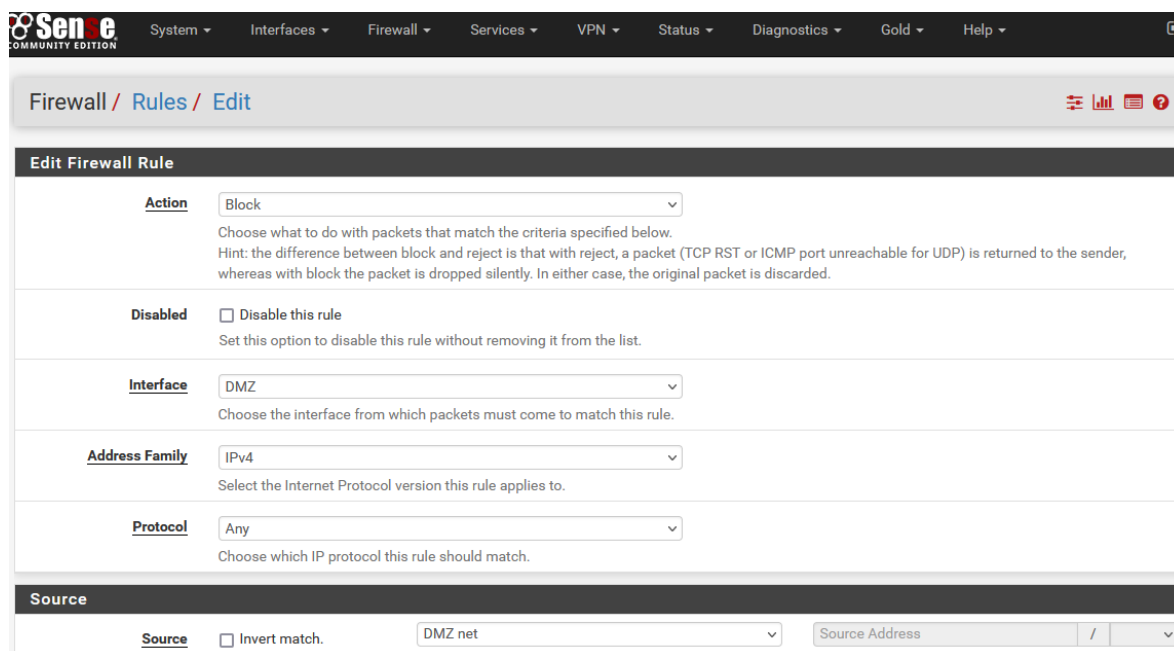 Sense
COMMUNITY EDITION
System Interfaces Firewall Services VPN Status Diagnostics Gold Help
Firewall / Rules / Edit
Edit Firewall Rule
Action Block
Choose what to do with packets that match the criteria specified below.
Hint: the difference between block and reject is that with reject, a packet (TCP RST or ICMP port unreachable for UDP) is returned to the sender,
whereas with block the packet is dropped silently. In either case, the original packet is discarded.
Disabled Disable this rule
Set this option to disable this rule without removing it from the list.
Interface DMZ
Choose the interface from which packets must come to match this rule.
Address Family IPv4
Select the Internet Protocol version this rule applies to.
Protocol Any
Choose which IP protocol this rule should match.
Source
Source Invert match. DMZ net Source Address /